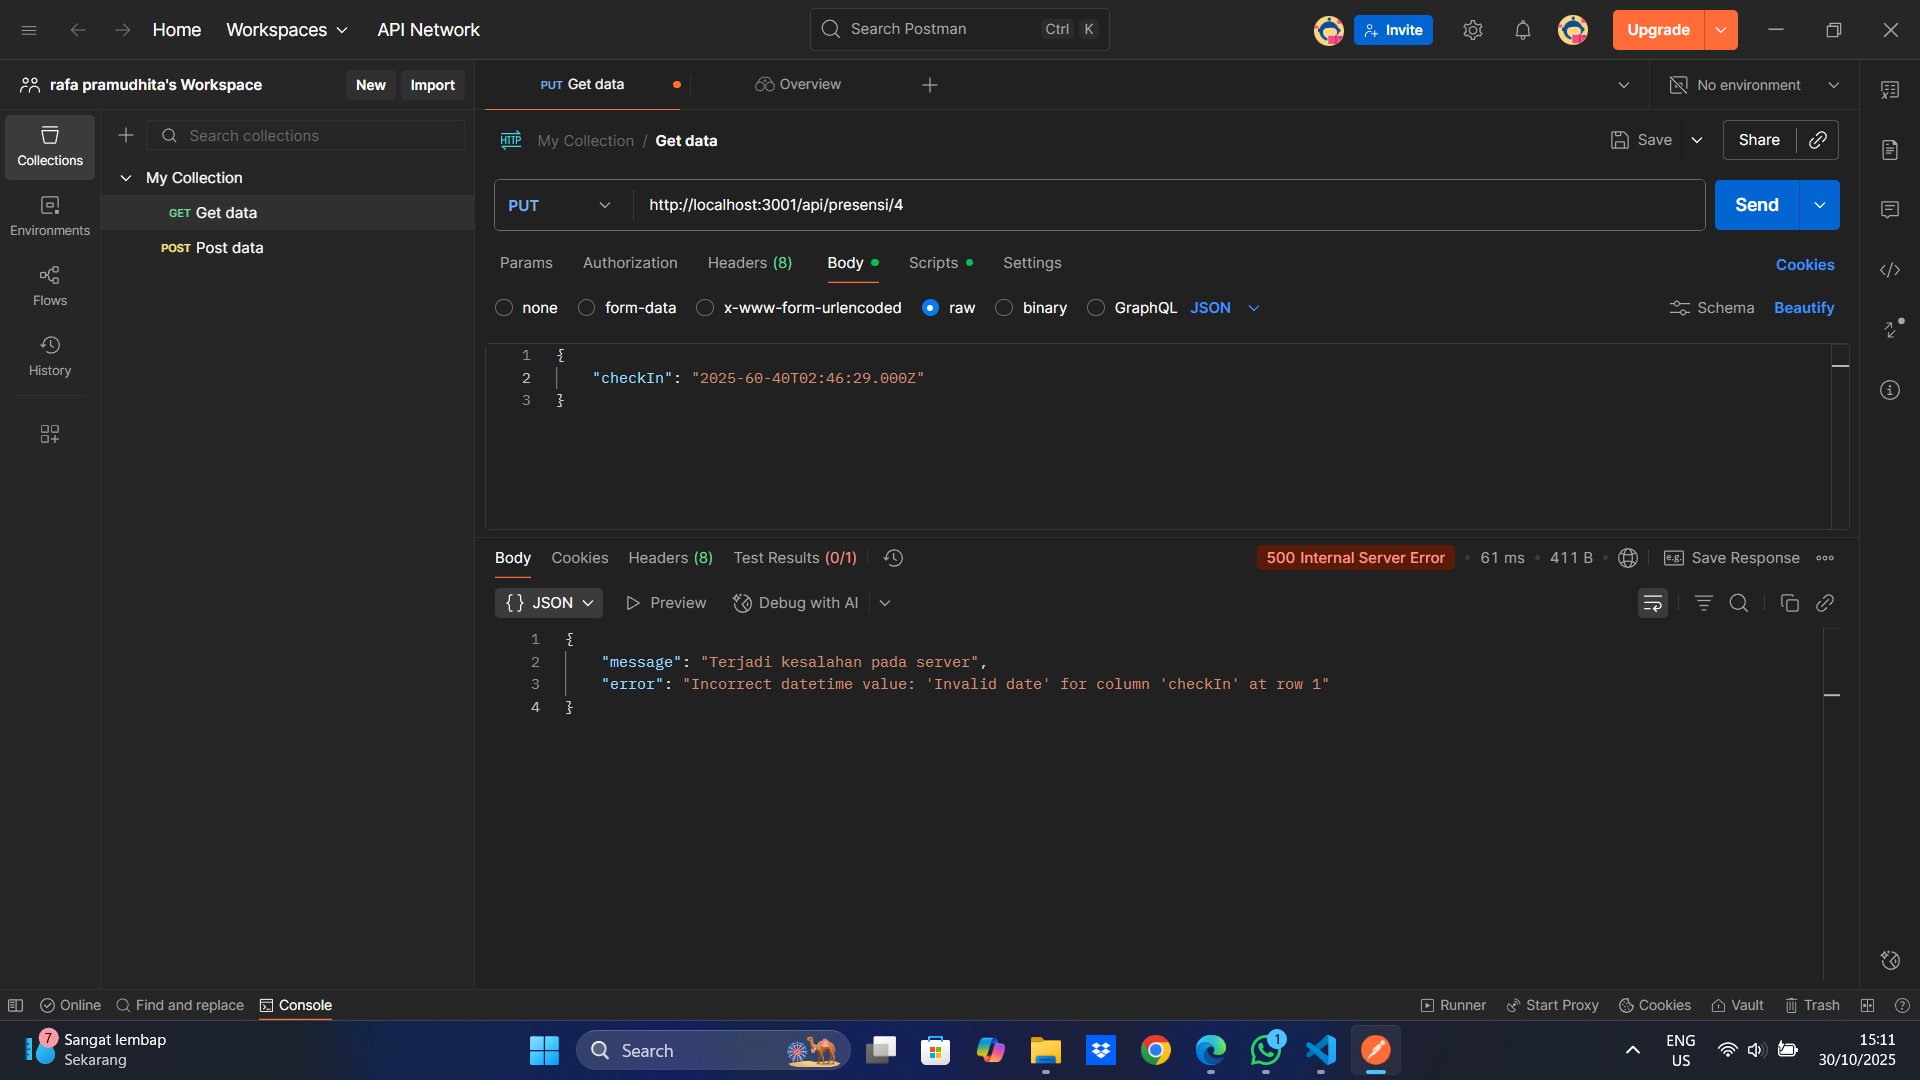 Home
Workspaces
API Network
Search Postman
Ctrl K
Invite
Upgrade
rafa pramudhita's Workspace
New
Import
PUT Get data
Overview
No environment
Collections
Environments
Flows
History
Search collections
My Collection
GET Get data
POST Post data
HTTP My Collection / Get data
Save
Share
PUT
http://localhost:3001/api/presensi/4
Send
Params
Authorization
Headers (8)
Body
Scripts
Settings
Cookies
none
form-data
x-www-form-urlencoded
raw
binary
GraphQL
JSON
Schema
Beautify
1 {
2 "checkIn": "2025-60-40T02:46:29.000Z"
3 }
Body
Cookies
Headers (8)
Test Results (0/1)
500 Internal Server Error
61 ms
411 B
e.g. Save Response
{} JSON
Preview
Debug with AI
1 {
2 "message": "Terjadi kesalahan pada server",
3 "error": "Incorrect datetime value: 'Invalid date' for column 'checkIn' at row 1"
4 }
Online
Find and replace
Console
Runner
Start Proxy
Cookies
Vault
Trash
7
Sangat lembap
Sekarang
Search
1
ENG
US
15:11
30/10/2025